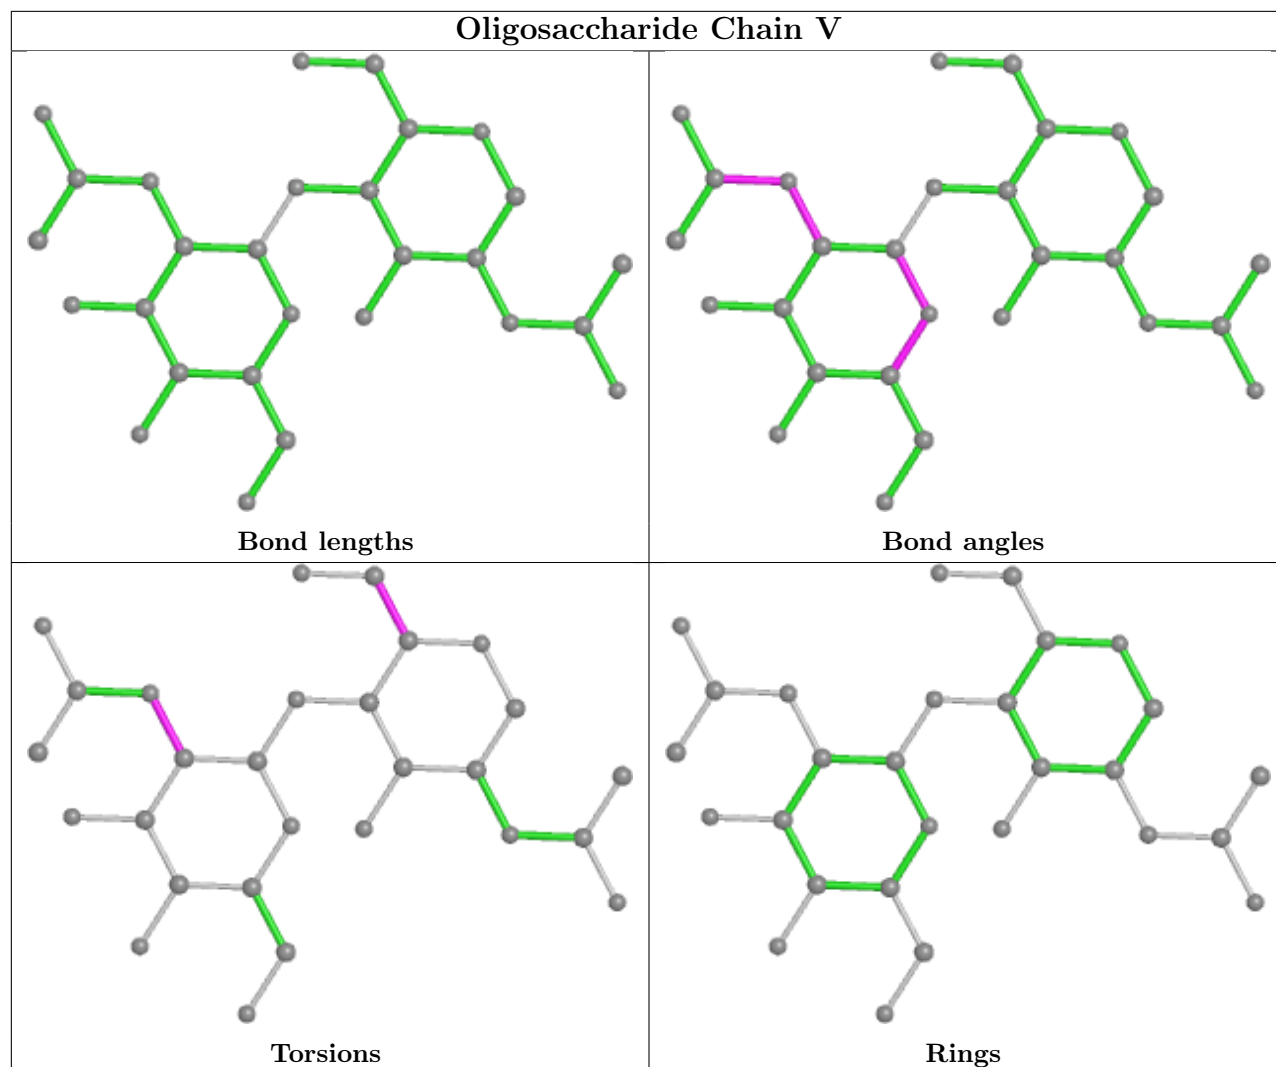 Oligosaccharide Chain V
Bond lengths
Bond angles
Torsions
Rings